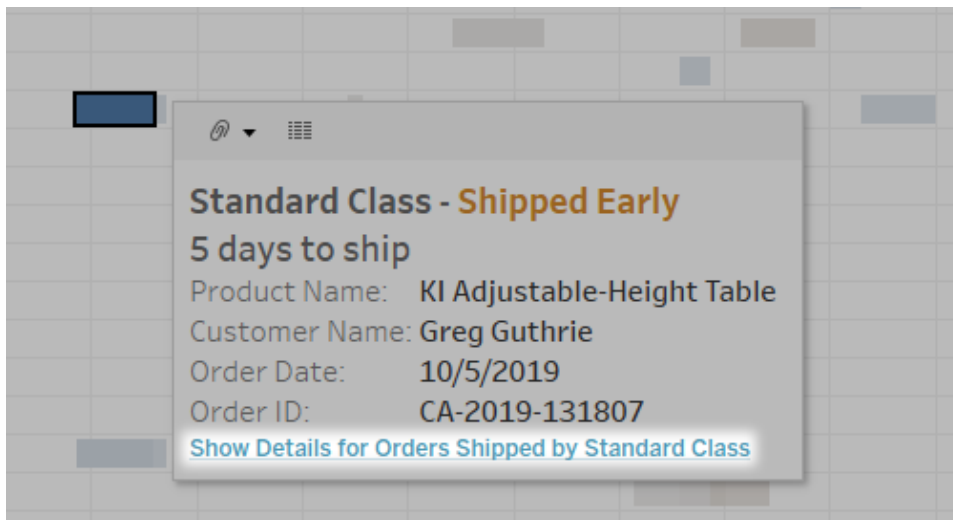 Standard Class - Shipped Early
5 days to ship
Product Name: KI Adjustable-Height Table
Customer Name: Greg Guthrie
Order Date: 10/5/2019
Order ID: CA-2019-131807
Show Details for Orders Shipped by Standard Class